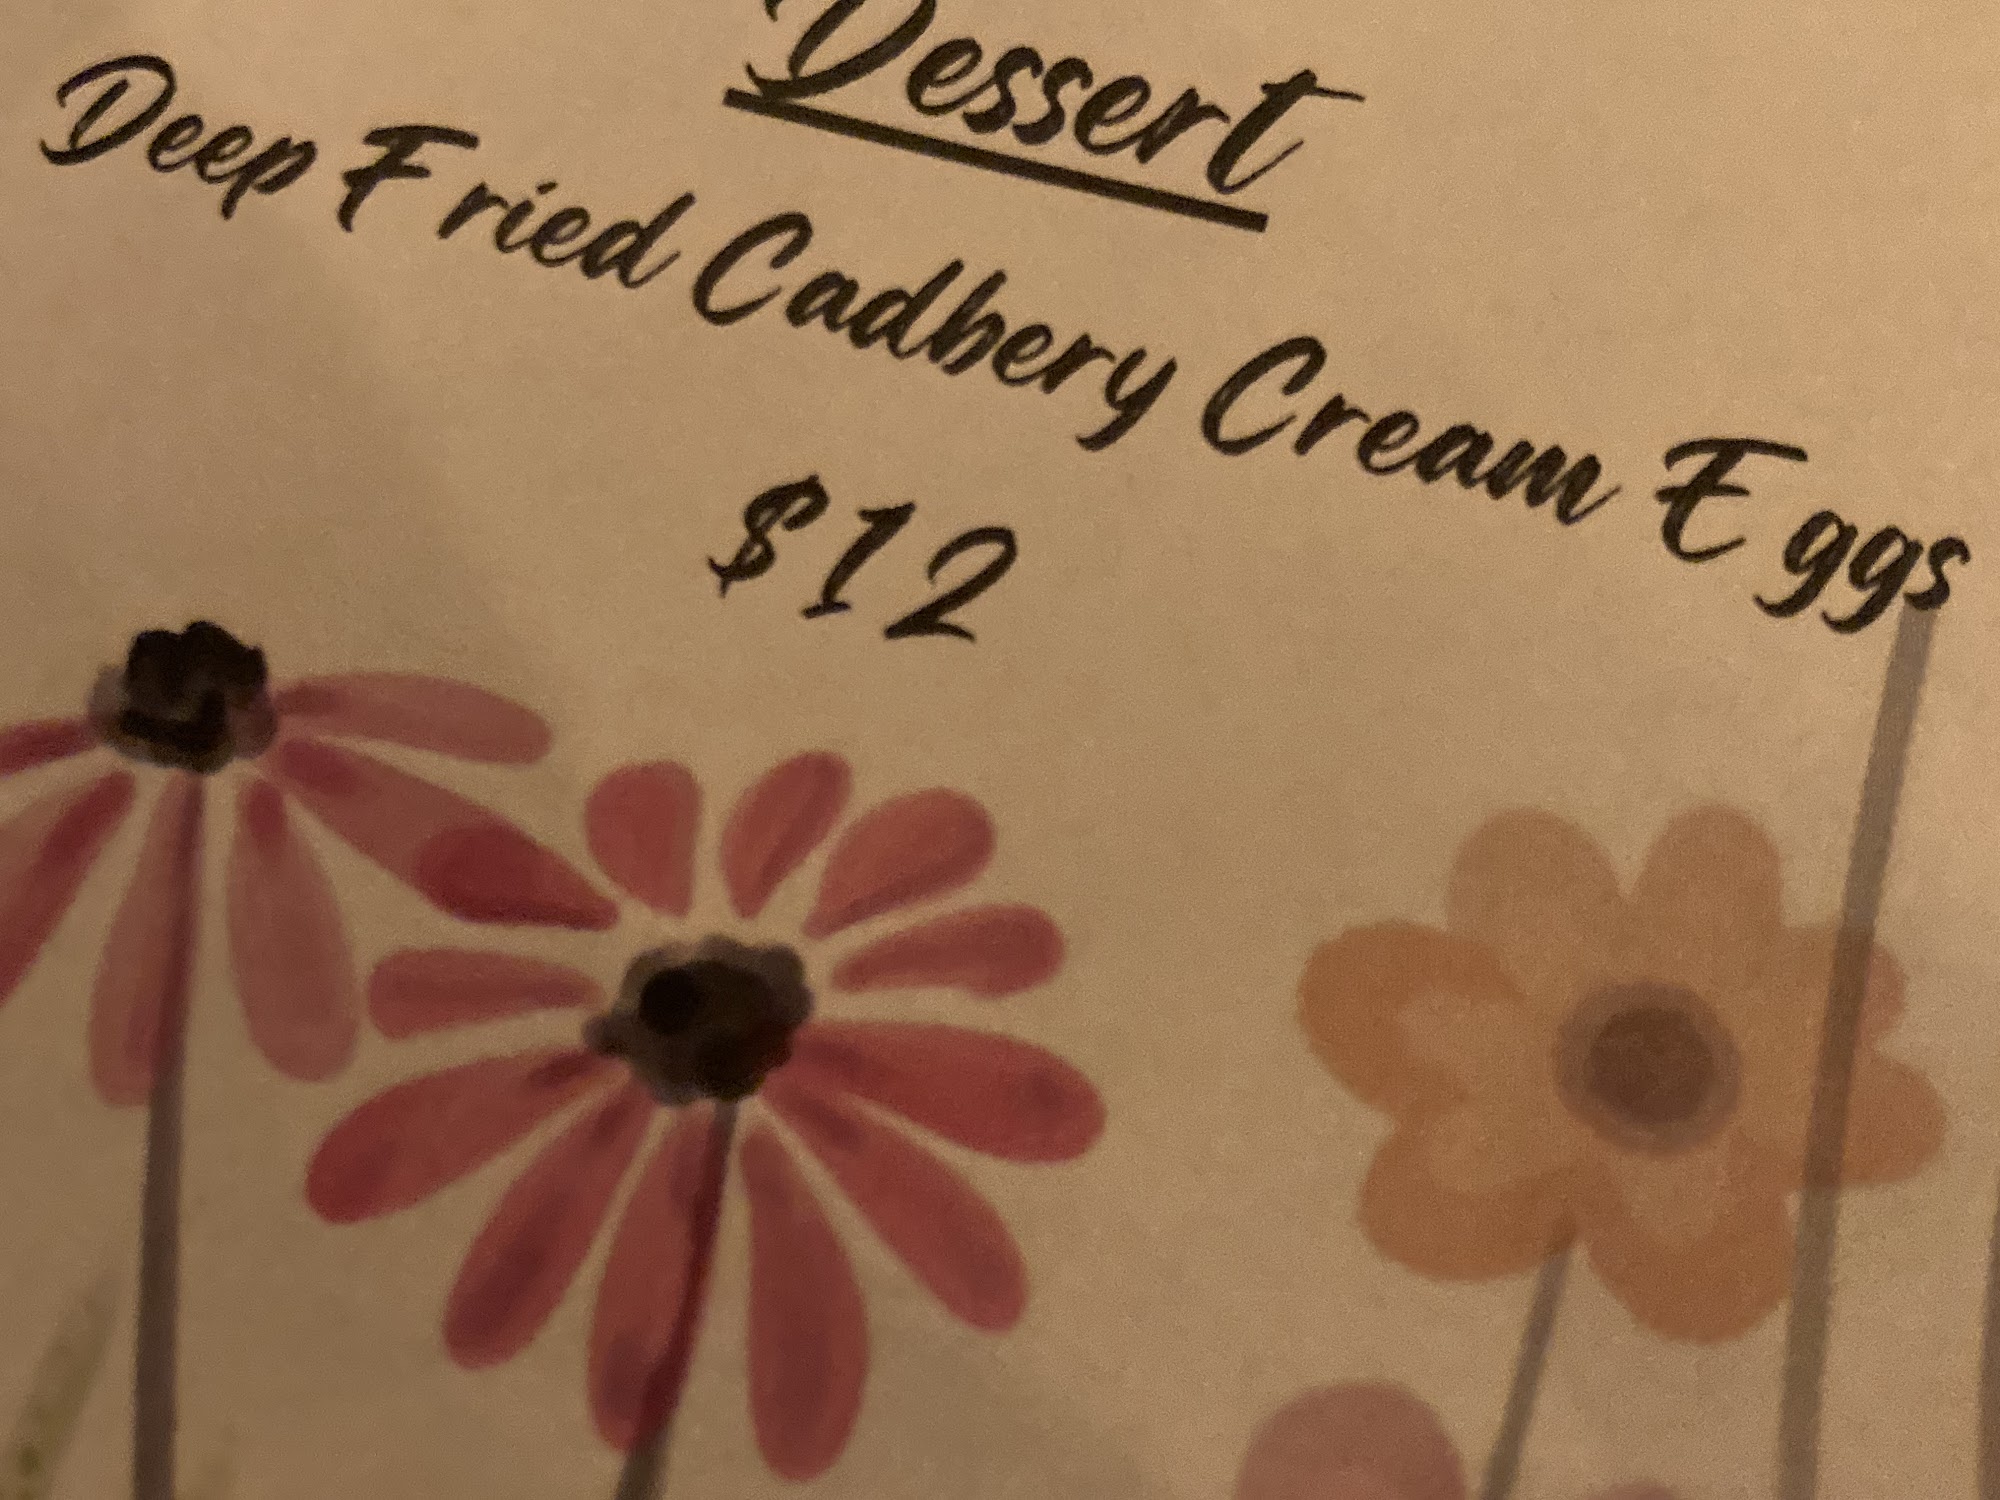 Dessert
Deep Fried Cadbery Cream Eggs
$12